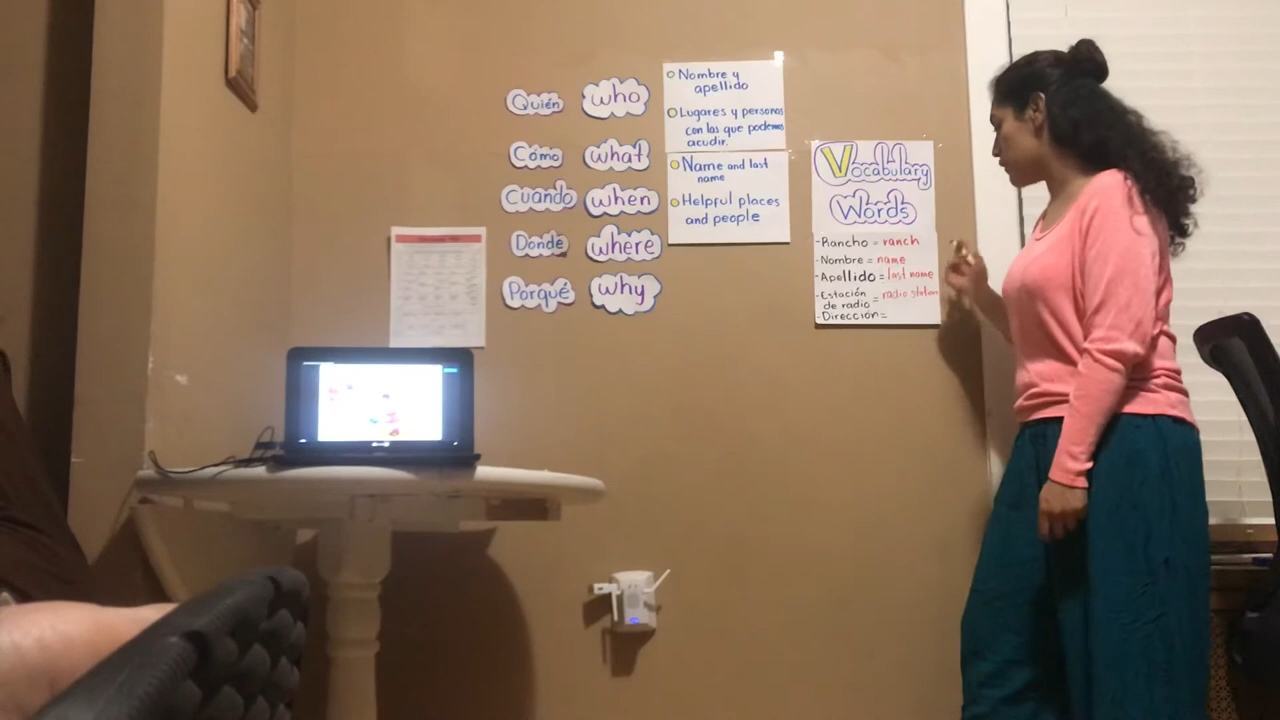 Quién
who
Cómo
what
Cuando
when
Donde
where
Porqué
why
Nombre y
apellido
Lugares y personas
con las que podemos
acudir.
Name and last
name
Helpful places
and people
Vocabulary
Words
-Rancho = ranch
-Nombre = name
-Apellido = last name
-Estación
de radio = radio station
-Dirección=